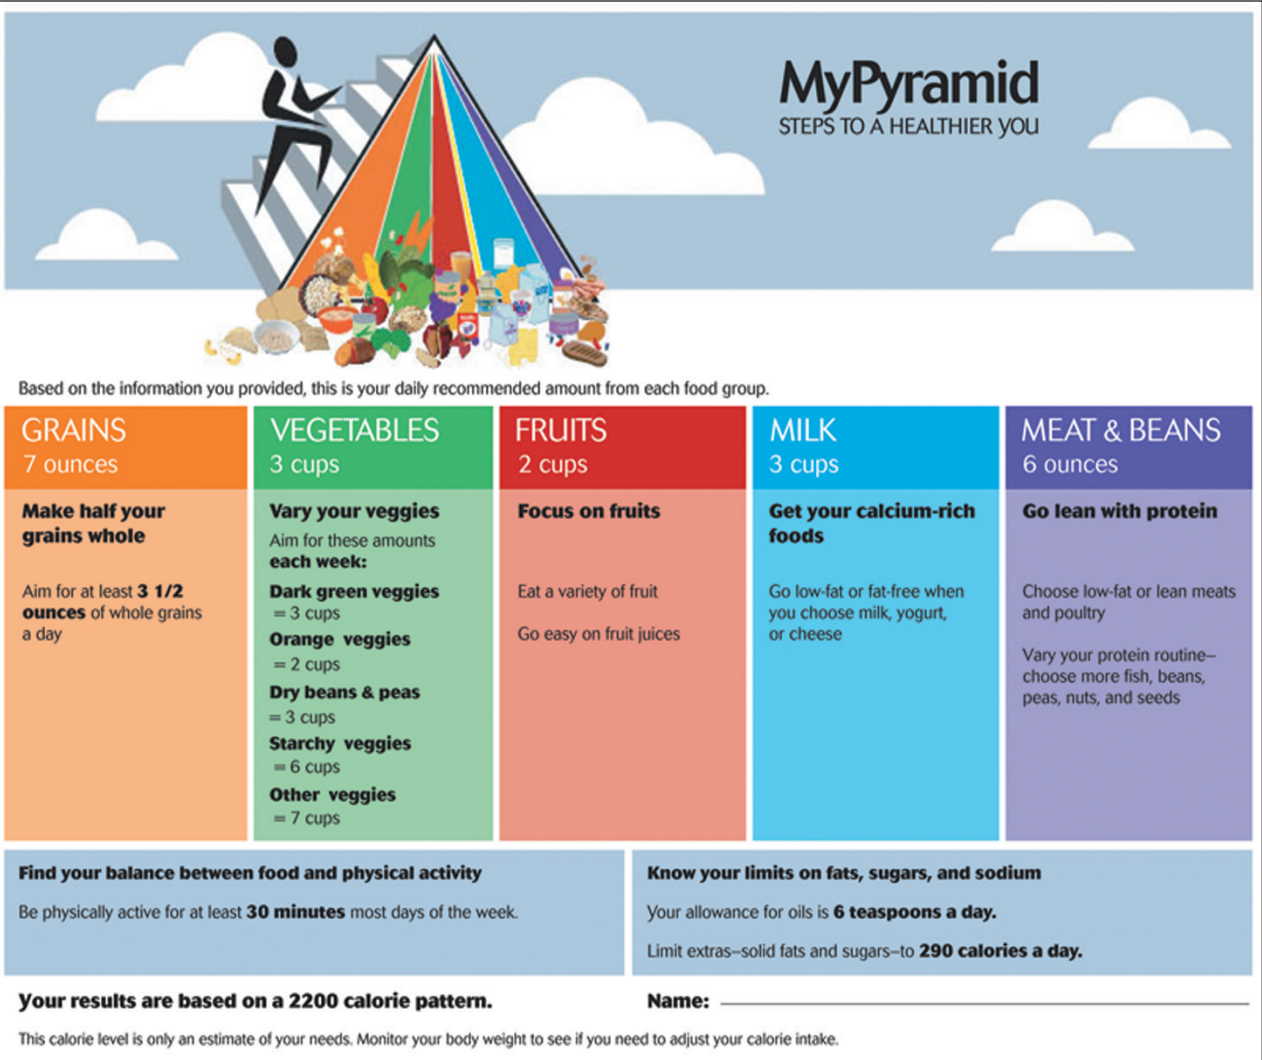 MyPyramid
STEPS TO A HEALTHIER you
Based on the information you provided, this is your daily recommended amount from each food group.
GRAINS
7 ounces
Make half your
grains whole
Aim for at least 3 1/2
ounces of whole grains
a day
VEGETABLES
3 cups
Vary your veggies
Aim for these amounts
each week:
Dark green veggies
= 3 cups
Orange veggies
= 2 cups
Dry beans & peas
= 3 cups
Starchy veggies
= 6 cups
Other veggies
= 7 cups
FRUITS
2 cups
Focus on fruits
Eat a variety of fruit
Go easy on fruit juices
MILK
3 cups
Get your calcium-rich
foods
Go low-fat or fat-free when
you choose milk, yogurt,
or cheese
MEAT & BEANS
6 ounces
Go lean with protein
Choose low-fat or lean meats
and poultry
Vary your protein routine–
choose more fish, beans,
peas, nuts, and seeds
Find your balance between food and physical activity
Be physically active for at least 30 minutes most days of the week.
Know your limits on fats, sugars, and sodium
Your allowance for oils is 6 teaspoons a day.
Limit extras–solid fats and sugars–to 290 calories a day.
Your results are based on a 2200 calorie pattern.
Name:
This calorie level is only an estimate of your needs. Monitor your body weight to see if you need to adjust your calorie intake.